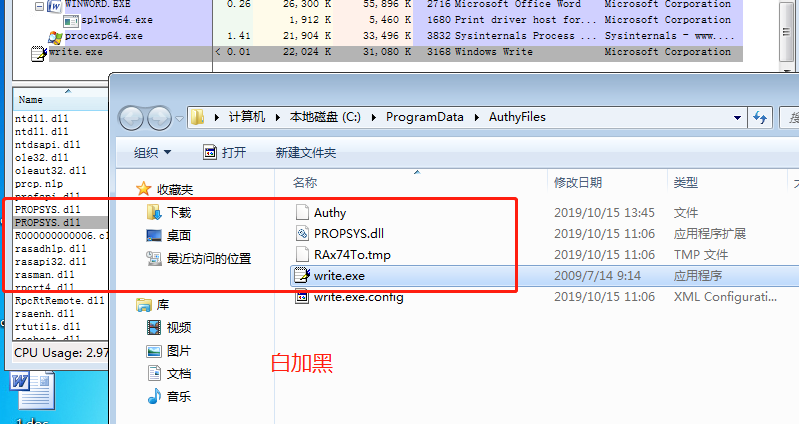 WINWORD.EXE 0.26 26,300 K 55,896 K 2716 Microsoft Office Word Microsoft Corporation
splwow64.exe 1,912 K 5,460 K 1680 Print driver host for... Microsoft Corporation
procexp64.exe 1.41 21,904 K 33,496 K 3832 Sysinternals Process ... Sysinternals - www....
write.exe < 0.01 22,024 K 31,080 K 3168 Windows Write Microsoft Corporation
Name
ntdll.dll
ntdll.dll
ntdsapi.dll
ole32.dll
oleaut32.dll
prop.nlp
profapi.dll
PROPSYS.dll
PROPSYS.dll
R000000000006.cl
rasadhlp.dll
rasapi32.dll
rasman.dll
rpcrt4.dll
RpcRtRemote.dll
rsaenh.dll
rtutils.dll
sechost.dll
CPU Usage: 2.97
1.doc
计算机 本地磁盘 (C:) ProgramData AuthyFiles 搜
组织 打开 新建文件夹
收藏夹
下载
桌面
最近访问的位置
库
视频
图片
文档
音乐
名称 修改日期 类型
Authy 2019/10/15 13:45 文件
PROPSYS.dll 2019/10/15 11:06 应用程序扩展
RAx74To.tmp 2019/10/15 11:06 TMP 文件
write.exe 2009/7/14 9:14 应用程序
write.exe.config 2019/10/15 11:06 XML Configurati...
白加黑